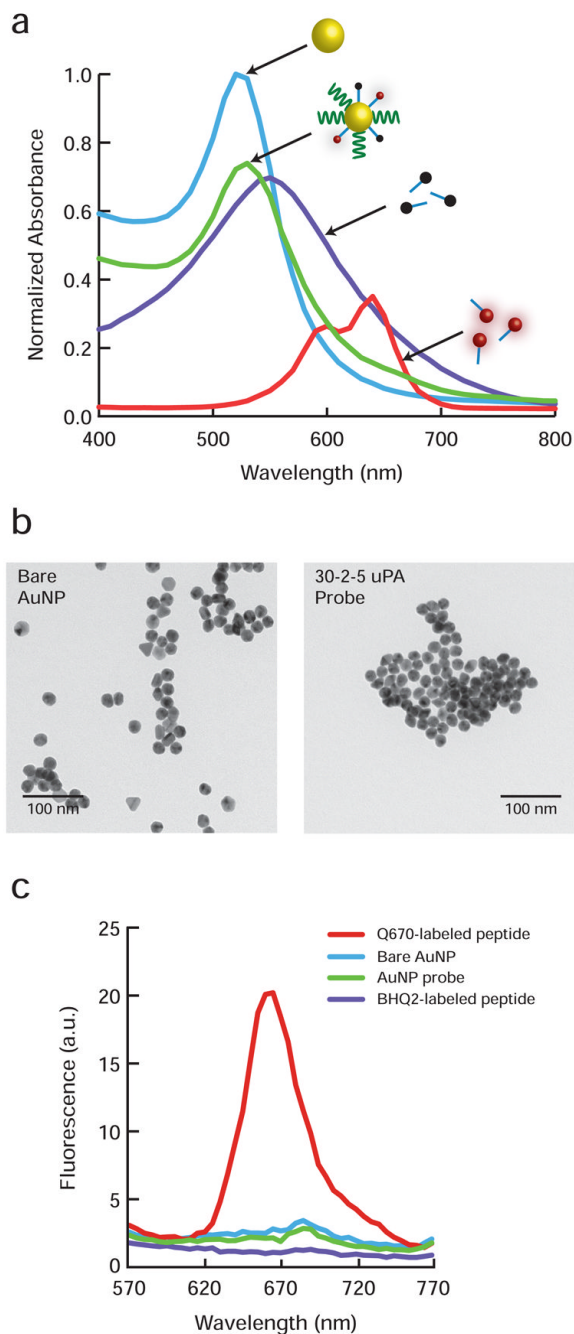 a
1.0
0.8
0.6
0.4
0.2
0.0
Normalized Absorbance
400
500
600
700
800
Wavelength (nm)
b
Bare
AuNP
100 nm
30-2-5 uPA
Probe
100 nm
c
25
20
15
10
5
0
Fluorescence (a.u.)
Q670-labeled peptide
Bare AuNP
AuNP probe
BHQ2-labeled peptide
570
620
670
720
770
Wavelength (nm)